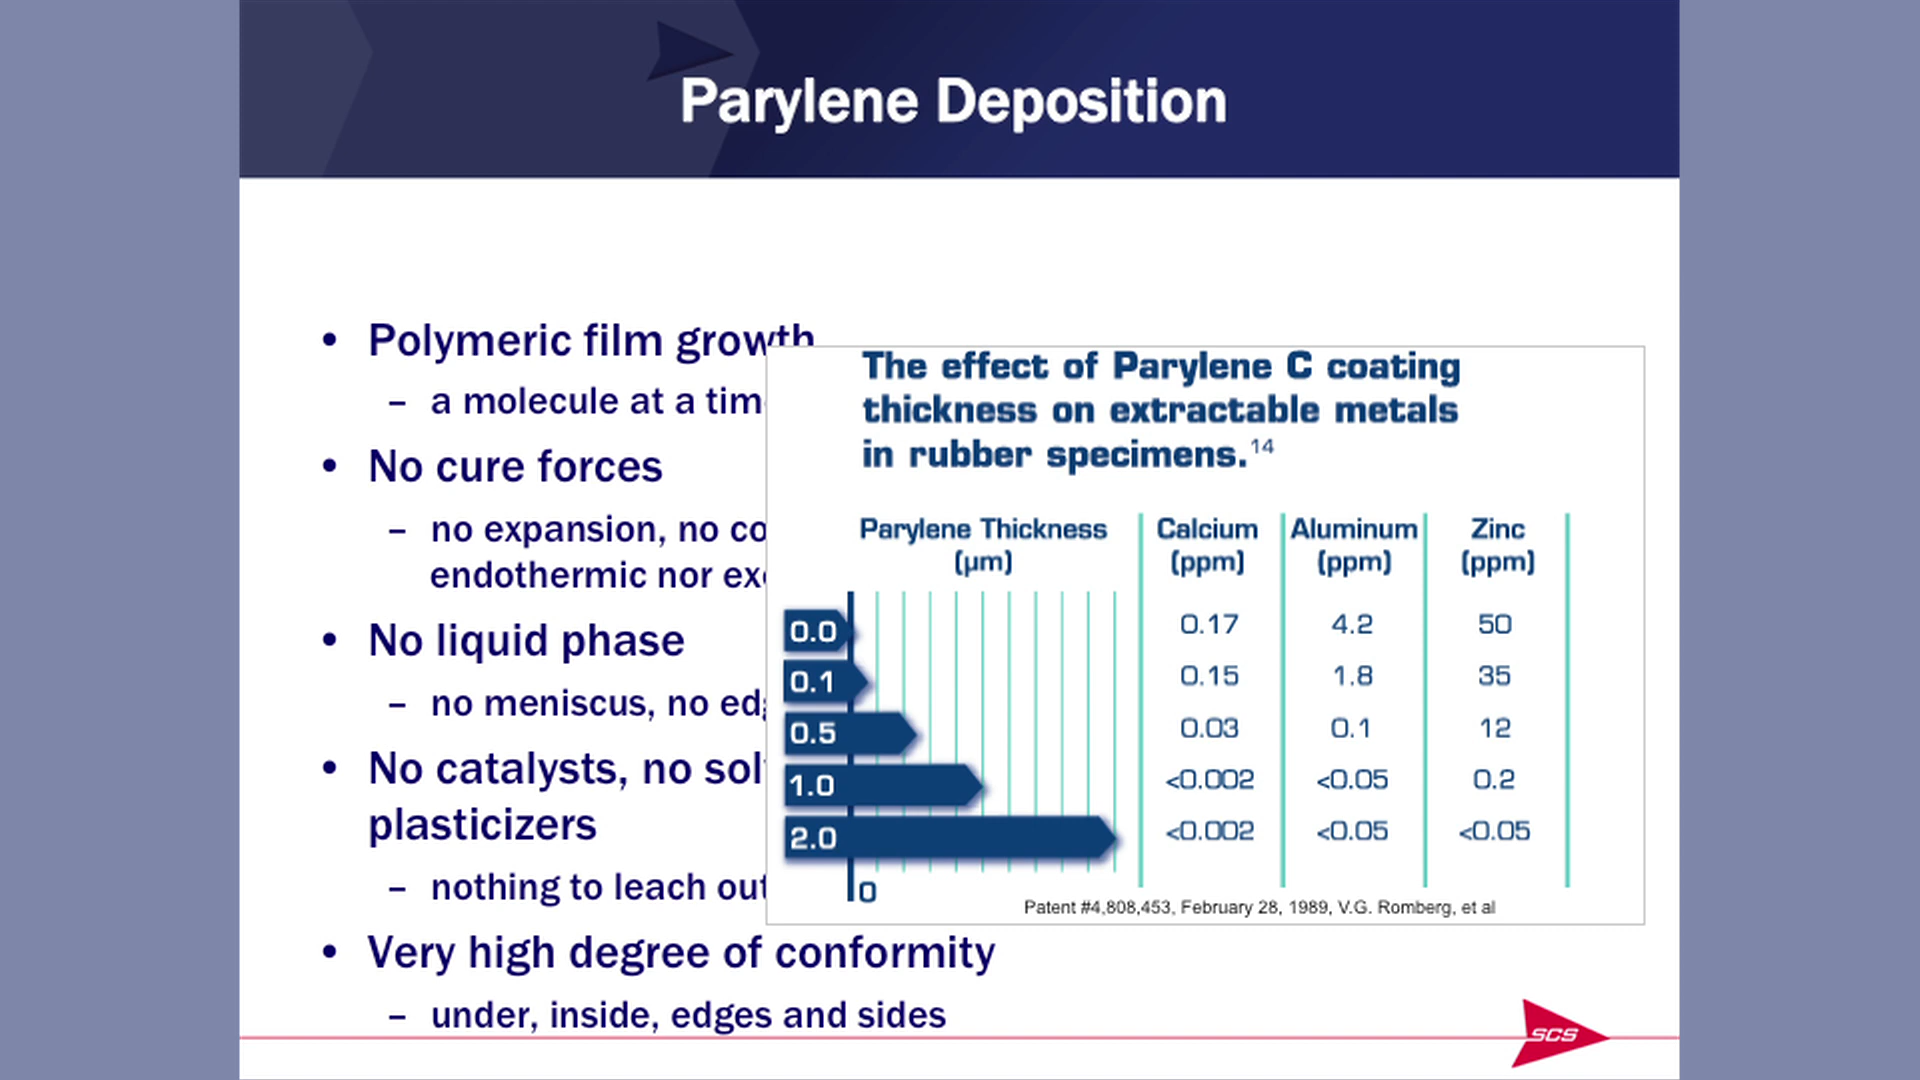 Parylene Deposition
• Polymeric film growth
– a molecule at a tim
• No cure forces
– no expansion, no co
endothermic nor ex
• No liquid phase
– no meniscus, no ed
• No catalysts, no sol
plasticizers
– nothing to leach out
• Very high degree of conformity
– under, inside, edges and sides
The effect of Parylene C coating
thickness on extractable metals
in rubber specimens.14
Parylene Thickness Calcium Aluminum Zinc
(µm) (ppm) (ppm) (ppm)
0.0 0.17 4.2 50
0.1 0.15 1.8 35
0.5 0.03 0.1 12
1.0 <0.002 <0.05 0.2
2.0 <0.002 <0.05 <0.05
0
Patent #4,808,453, February 28, 1989, V.G. Romberg, et al
SCS